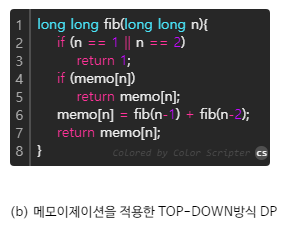 1 long long fib(long long n){
2 if (n == 1 || n == 2)
3 return 1;
4 if (memo[n])
5 return memo[n];
6 memo[n] = fib(n-1) + fib(n-2);
7 return memo[n];
8 }
Colored by Color Scripter cs
(b) 메모이제이션을 적용한 TOP-DOWN방식 DP